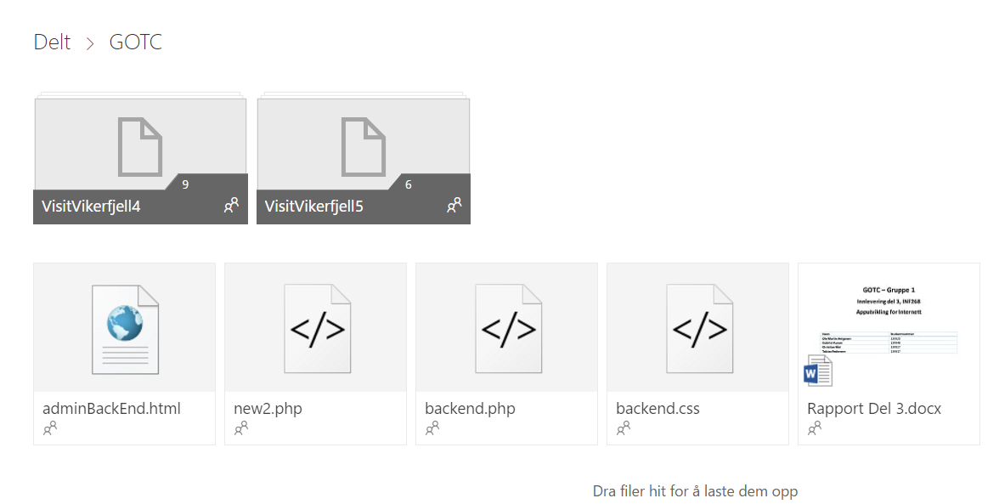 Delt > GOTC
9
VisitVikerfjell4
6
VisitVikerfjell5
</>
</>
</>
GOTC – Gruppe 1
Innlevering del 3, INF268
Apputvikling for Internett
W
adminBackEnd.html
new2.php
backend.php
backend.css
Rapport Del 3.docx
Dra filer hit for å laste dem opp